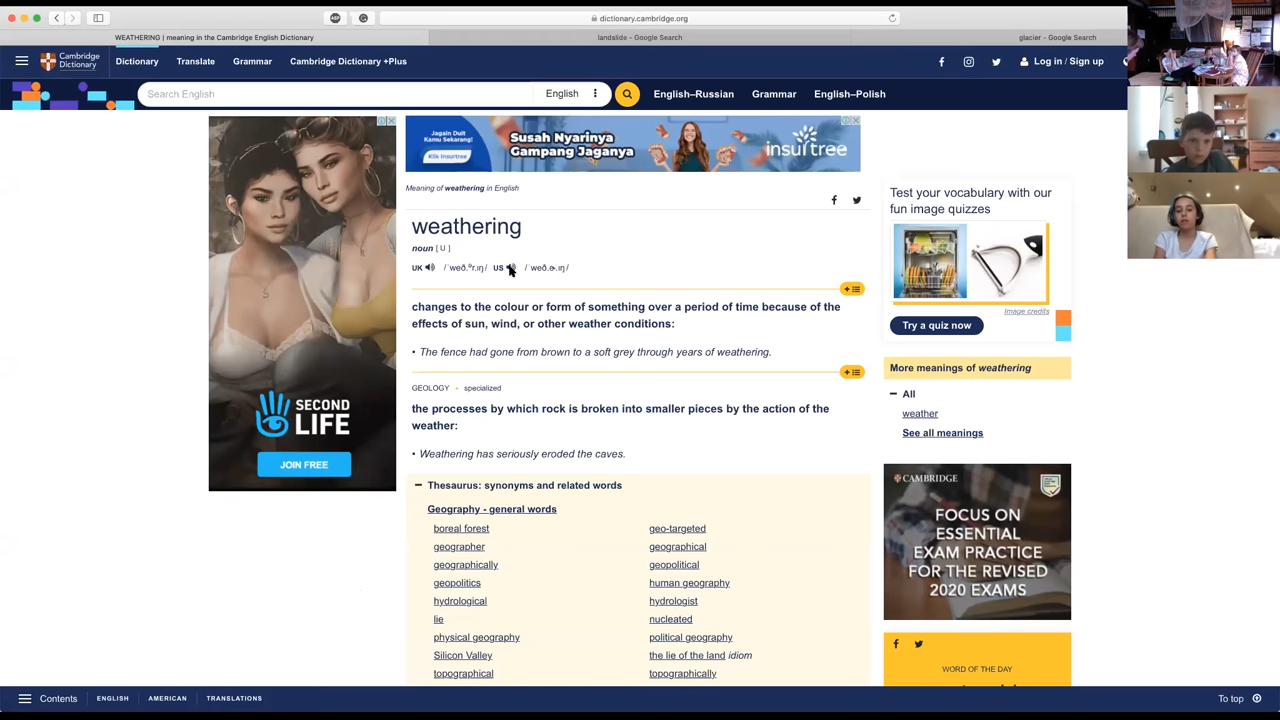 dictionary.cambridge.org
WEATHERING | meaning in the Cambridge English Dictionary
landslide - Google Search
glacier - Google Search
Cambridge
Dictionary
Dictionary
Translate
Grammar
Cambridge Dictionary +Plus
Log in / Sign up
Search English
English
English–Russian
Grammar
English–Polish
Jagain Duit
Kamu Sekarang!
Klik Insurtree
Susah Nyarinya
Gampang Jaganya
insurtree
Meaning of weathering in English
weathering
noun [ U ]
UK /ˈweð.ᵊr.ɪŋ/ US /ˈweð.ɚ.ɪŋ/
changes to the colour or form of something over a period of time because of the
effects of sun, wind, or other weather conditions:
• The fence had gone from brown to a soft grey through years of weathering.
GEOLOGY • specialized
the processes by which rock is broken into smaller pieces by the action of the
weather:
• Weathering has seriously eroded the caves.
Thesaurus: synonyms and related words
Geography - general words
boreal forest
geo-targeted
geographer
geographical
geographically
geopolitical
geopolitics
human geography
hydrological
hydrologist
lie
nucleated
physical geography
political geography
Silicon Valley
the lie of the land idiom
topographical
topographically
SECOND
LIFE
JOIN FREE
Test your vocabulary with our
fun image quizzes
Image credits
Try a quiz now
More meanings of weathering
All
weather
See all meanings
CAMBRIDGE
FOCUS ON
ESSENTIAL
EXAM PRACTICE
FOR THE REVISED
2020 EXAMS
WORD OF THE DAY
Contents
ENGLISH
AMERICAN
TRANSLATIONS
To top